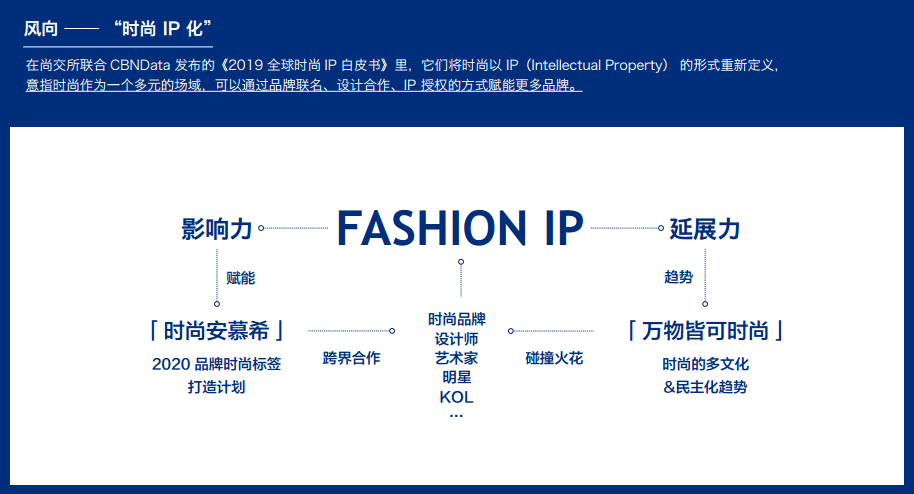 风向 —— “时尚 IP 化”
在尚交所联合 CBNData 发布的《2019 全球时尚 IP 白皮书》里，它们将时尚以 IP（Intellectual Property） 的形式重新定义，
意指时尚作为一个多元的场域，可以通过品牌联名、设计合作、IP 授权的方式赋能更多品牌。
影响力
FASHION IP
延展力
赋能
趋势
「时尚安慕希」
2020 品牌时尚标签
打造计划
跨界合作
时尚品牌
设计师
艺术家
明星
KOL
...
碰撞火花
「万物皆可时尚」
时尚的多文化
&民主化趋势